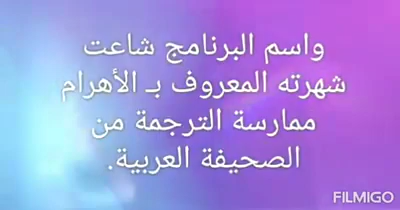 واسم البرنامج شاعت
شهرته المعروف بـ الأهرام
ممارسة الترجمة من
الصحيفة العربية.
FILMIGO